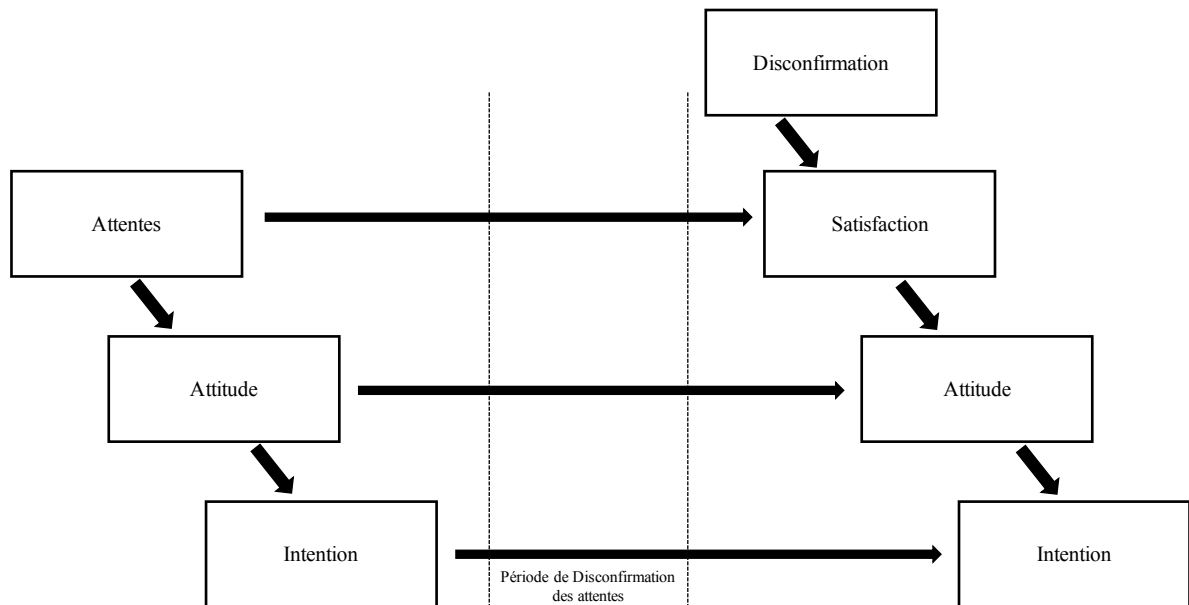 Disconfirmation
Attentes
Satisfaction
Attitude
Attitude
Intention
Intention
Période de Disconfirmation
des attentes